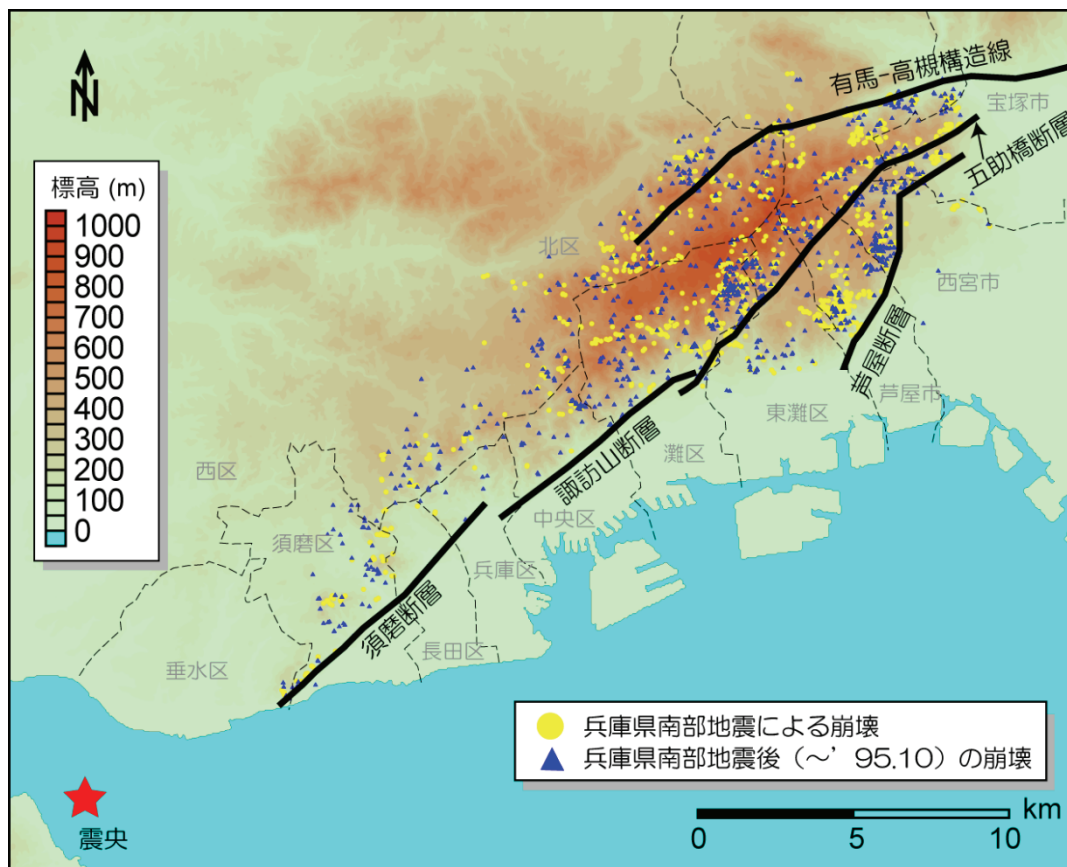 N
有馬-高槻構造線
宝塚市
五助橋断層
標高 (m)
1000
900
800
700
600
500
400
300
200
100
0
北区
西宮市
芦屋断層
芦屋市
東灘区
灘区
諏訪山断層
中央区
西区
須磨区
兵庫区
須磨断層
長田区
垂水区
兵庫県南部地震による崩壊
兵庫県南部地震後（～’95.10）の崩壊
震央
km
0 5 10